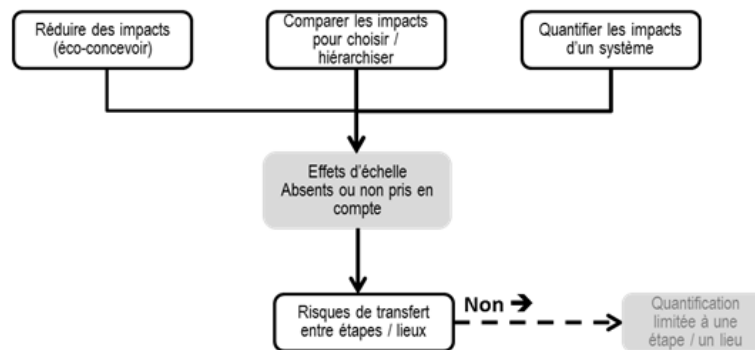 Réduire des impacts
(éco-concevoir)
Comparer les impacts
pour choisir /
hiérarchiser
Quantifier les impacts
d'un système
Effets d'échelle
Absents ou non pris en
compte
Risques de transfert
entre étapes / lieux
Non ➔
Quantification
limitée à une
étape / un lieu